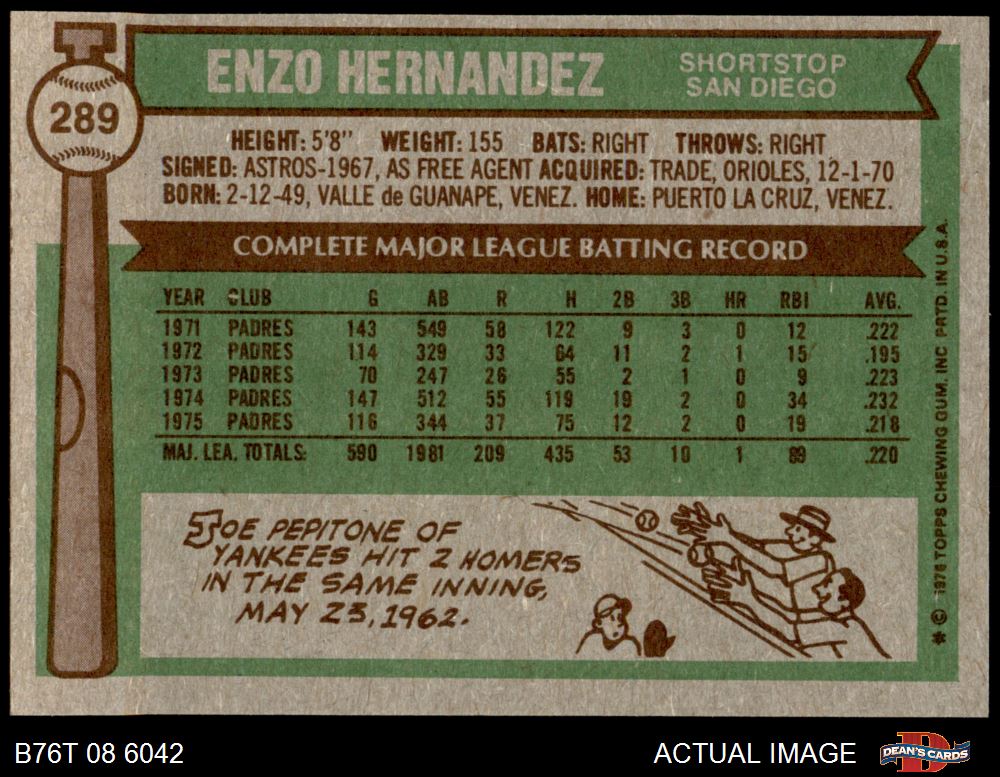 289
ENZO HERNANDEZ
SHORTSTOP
SAN DIEGO
HEIGHT: 5'8" WEIGHT: 155 BATS: RIGHT THROWS: RIGHT
SIGNED: ASTROS-1967, AS FREE AGENT ACQUIRED: TRADE, ORIOLES, 12-1-70
BORN: 2-12-49, VALLE de GUANAPE, VENEZ. HOME: PUERTO LA CRUZ, VENEZ.
COMPLETE MAJOR LEAGUE BATTING RECORD
YEAR CLUB G AB R H 2B 3B HR RBI AVG.
1971 PADRES 143 549 58 122 9 3 0 12 .222
1972 PADRES 114 329 33 64 11 2 1 15 .195
1973 PADRES 70 247 26 55 2 1 0 9 .223
1974 PADRES 147 512 55 119 19 2 0 34 .232
1975 PADRES 116 344 37 75 12 2 0 19 .218
MAJ. LEA. TOTALS: 590 1981 209 435 53 10 1 89 .220
JOE PEPITONE OF
YANKEES HIT 2 HOMERS
IN THE SAME INNING,
MAY 23, 1962.
* © 1976 TOPPS CHEWING GUM, INC PRTD. IN U.S.A.
B76T 08 6042
ACTUAL IMAGE
DEAN'S CARDS